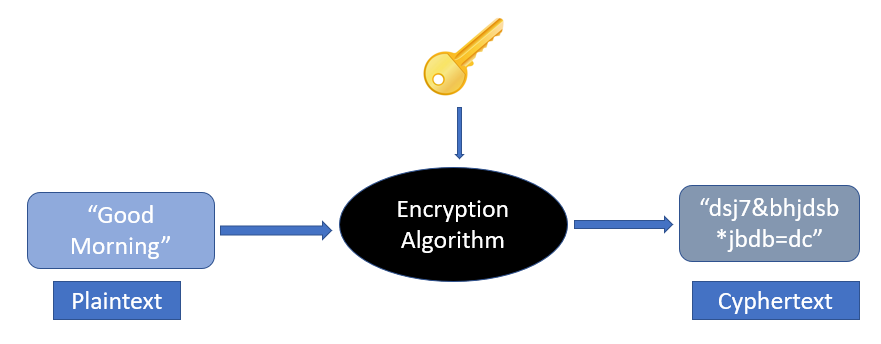 “Good
Morning”
Plaintext
Encryption
Algorithm
“dsj7&bhjdsb
*jbdb=dc”
Cyphertext